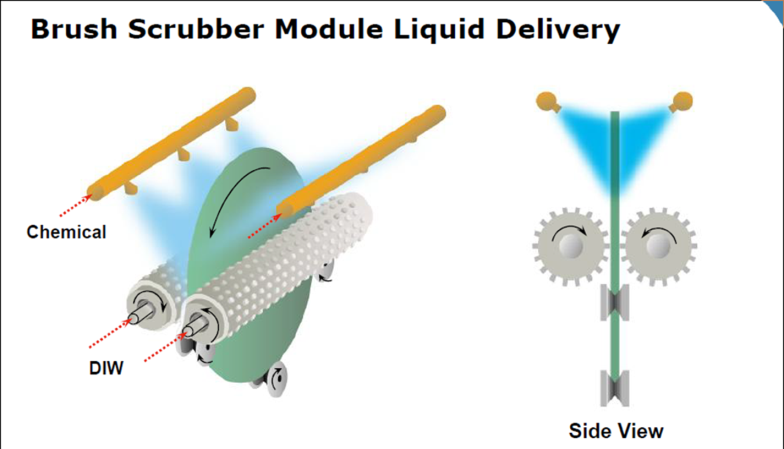 Brush Scrubber Module Liquid Delivery
Chemical
DIW
Side View